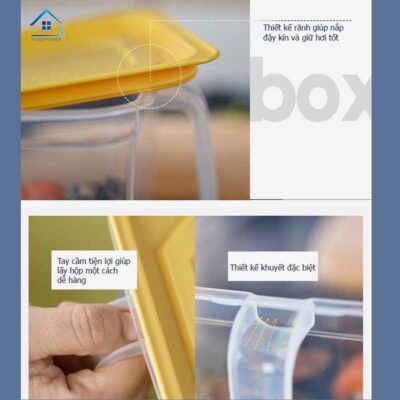 Thiết kế rãnh giúp nắp
đậy kín và giữ hơi tốt
box
Tay cầm tiện lợi giúp
lấy hộp một cách
dễ hàng
Thiết kế khuyết đặc biệt